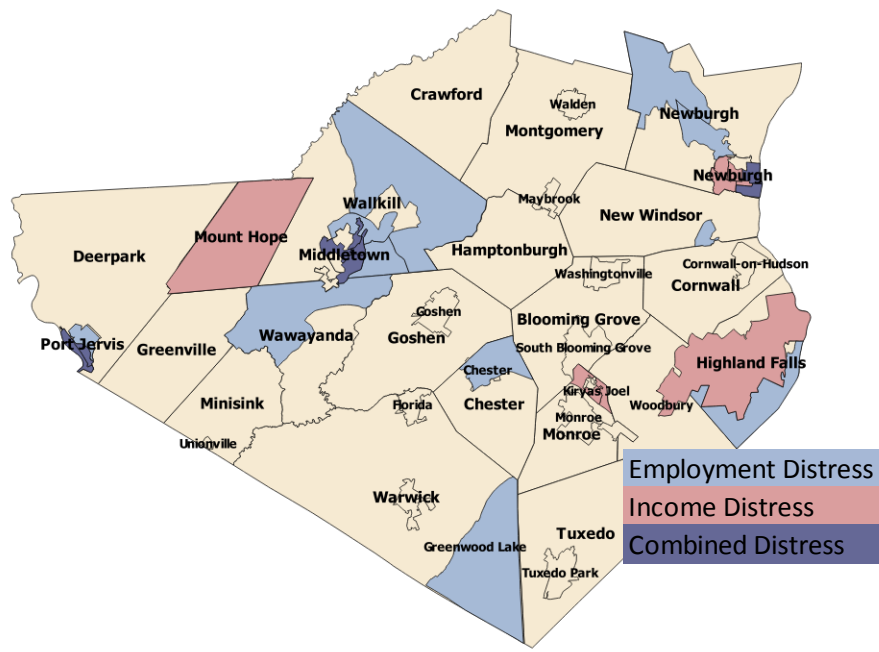 Crawford
Walden
Montgomery
Newburgh
Newburgh
Wallkill
Maybrook
New Windsor
Mount Hope
Middletown
Hamptonburgh
Deerpark
Washingtonville
Cornwall-on-Hudson
Cornwall
Goshen
Blooming Grove
Port Jervis
Greenville
Wawayanda
Goshen
South Blooming Grove
Highland Falls
Chester
Kiryas Joel
Minisink
Florida
Chester
Woodbury
Monroe
Monroe
Unionville
Employment Distress
Warwick
Income Distress
Tuxedo
Combined Distress
Greenwood Lake
Tuxedo Park